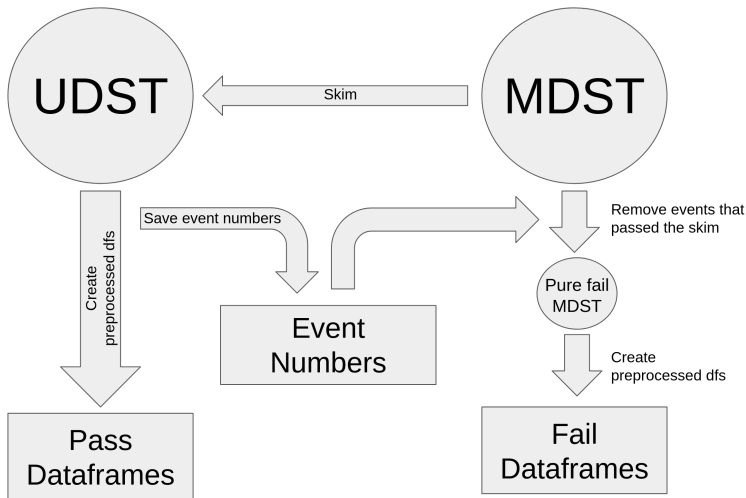 UDST
Skim
MDST
Save event numbers
Create
preprocessed dfs
Remove events that
passed the skim
Pure fail
MDST
Event
Numbers
Create
preprocessed dfs
Pass
Dataframes
Fail
Dataframes